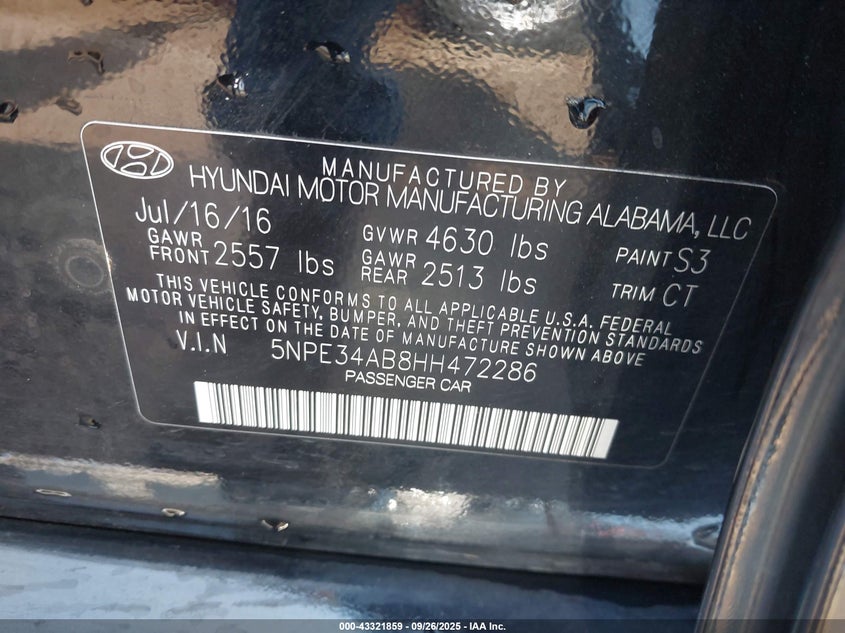 MANUFACTURED BY
HYUNDAI MOTOR MANUFACTURING ALABAMA, LLC
Jul/16/16
GVWR 4630 lbs
PAINT S3
GAWR FRONT 2557 lbs
GAWR REAR 2513 lbs
TRIM CT
THIS VEHICLE CONFORMS TO ALL APPLICABLE U.S.A. FEDERAL
MOTOR VEHICLE SAFETY, BUMPER, AND THEFT PREVENTION STANDARDS
IN EFFECT ON THE DATE OF MANUFACTURE SHOWN ABOVE
V.I.N 5NPE34AB8HH472286
PASSENGER CAR
000-43321859 - 09/26/2025 - IAA Inc.